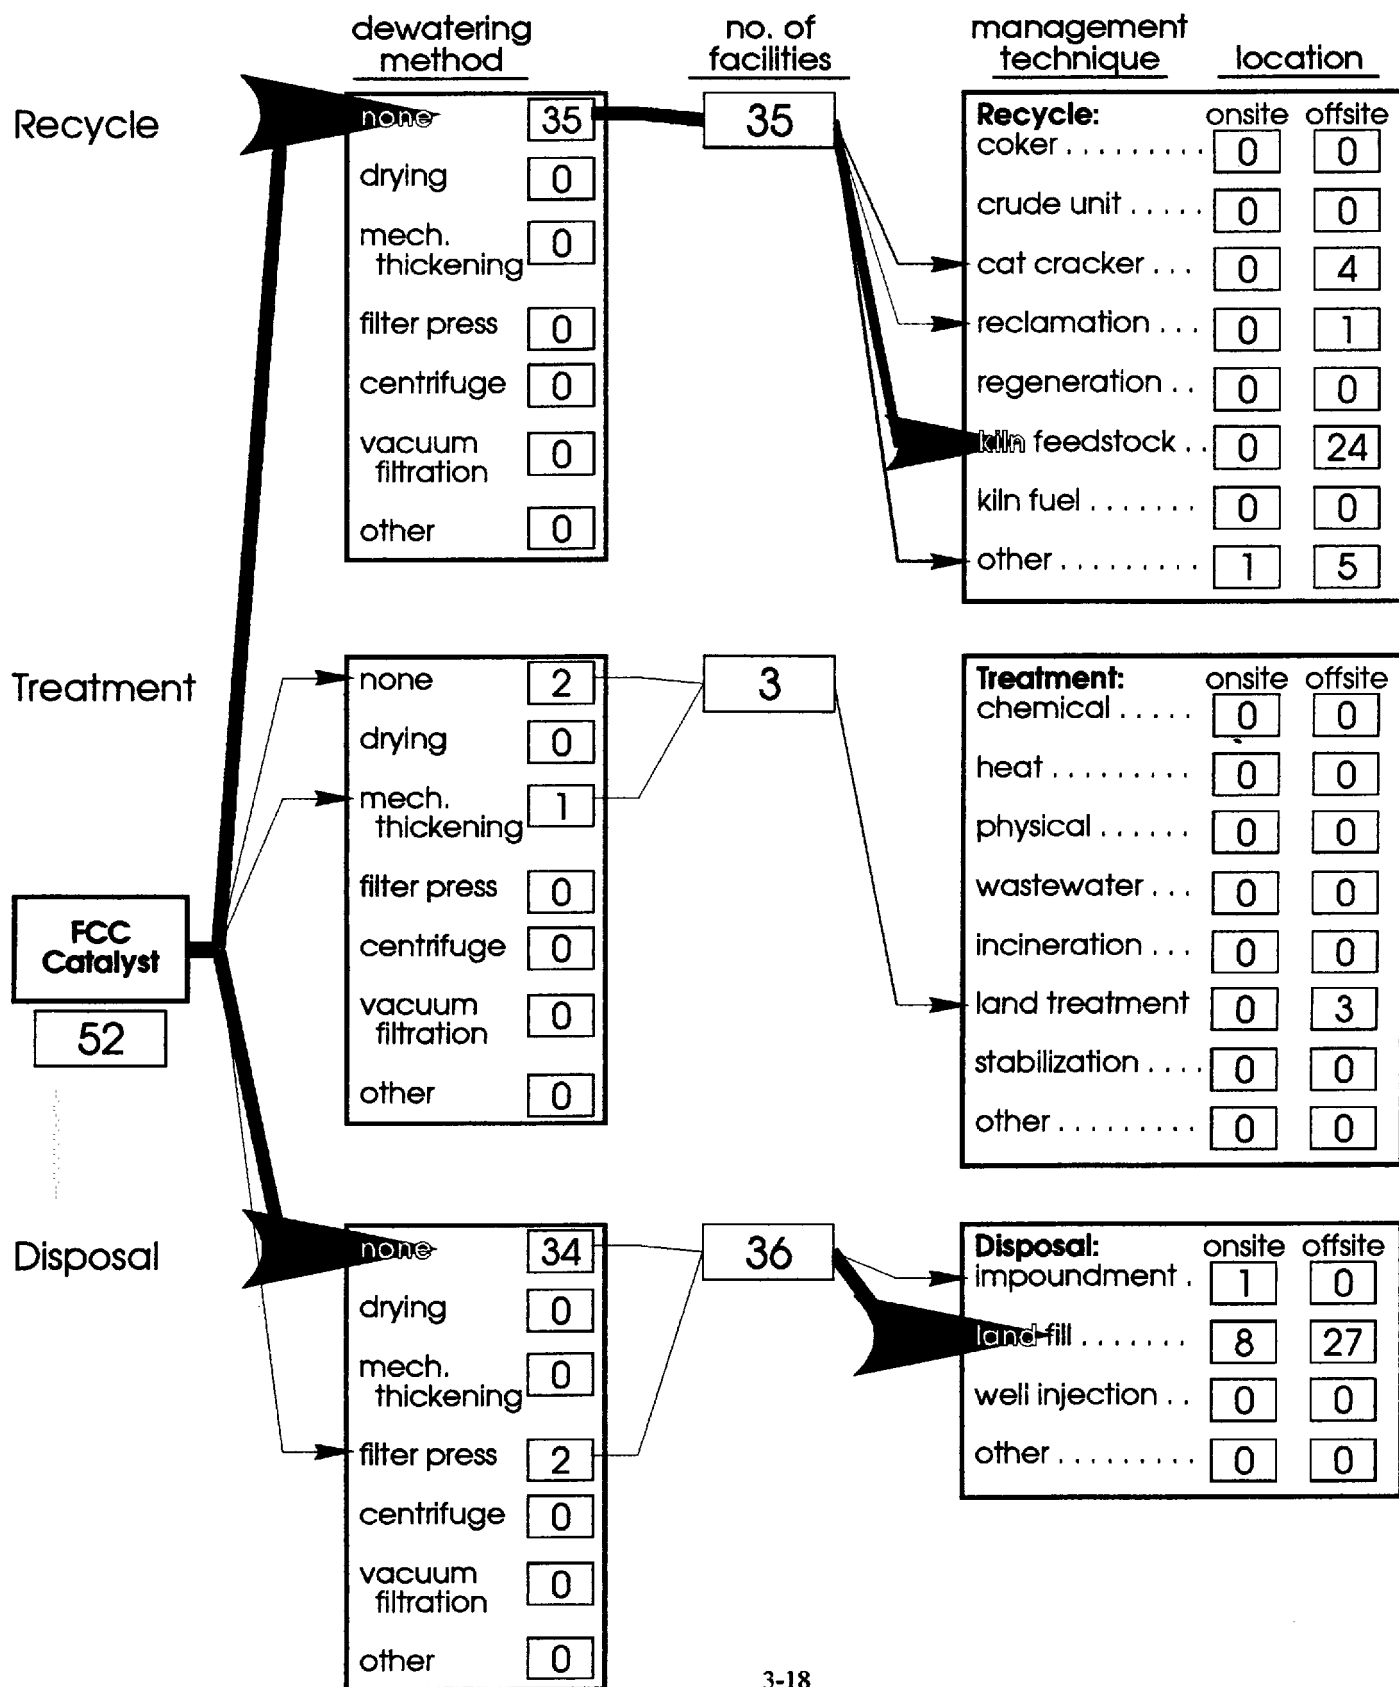 dewatering method no. of facilities management technique location
Recycle
none 35
drying 0
mech. thickening 0
filter press 0
centrifuge 0
vacuum filtration 0
other 0
35
Recycle: onsite offsite
coker . . . . . . . . . 0 0
crude unit . . . . . 0 0
cat cracker . . . 0 4
reclamation . . . 0 1
regeneration . . 0 0
kiln feedstock . . 0 24
kiln fuel . . . . . . . 0 0
other . . . . . . . . . 1 5
Treatment
none 2
drying 0
mech. thickening 1
filter press 0
centrifuge 0
vacuum filtration 0
other 0
3
Treatment: onsite offsite
chemical . . . . . 0 0
heat . . . . . . . . . 0 0
physical . . . . . . 0 0
wastewater . . . 0 0
incineration . . . 0 0
land treatment 0 3
stabilization . . . . 0 0
other . . . . . . . . . 0 0
FCC
Catalyst
52
Disposal
none 34
drying 0
mech. thickening 0
filter press 2
centrifuge 0
vacuum filtration 0
other 0
36
Disposal: onsite offsite
impoundment . 1 0
land fill . . . . . . . 8 27
well injection . . 0 0
other . . . . . . . . . 0 0
3-18